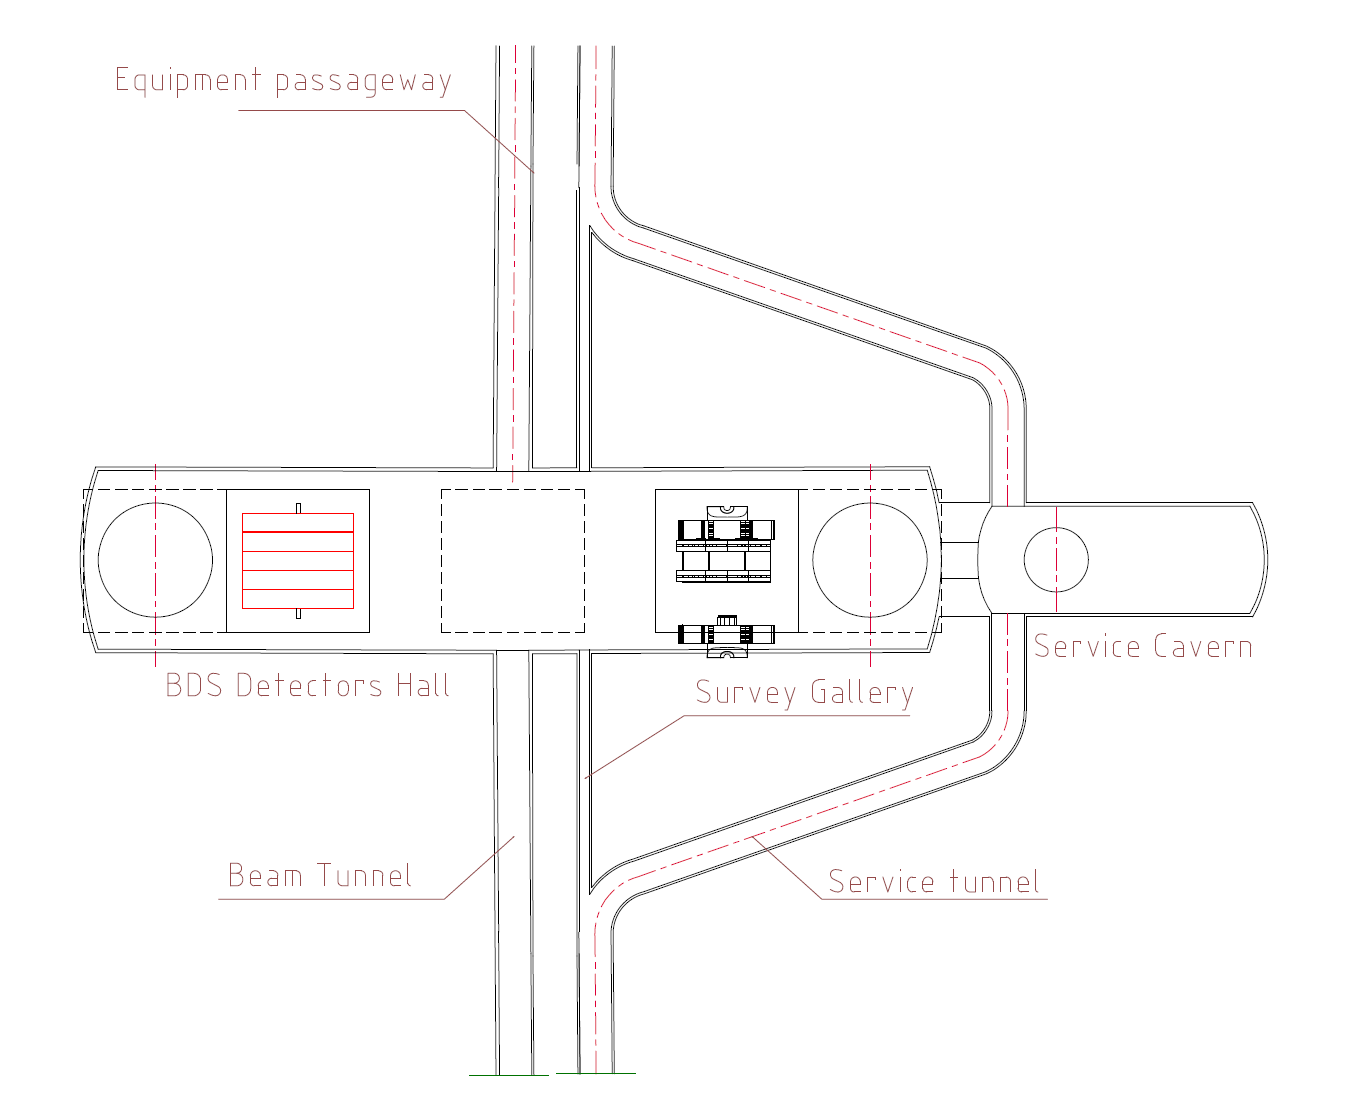 Equipment passageway
Service Cavern
BDS Detectors Hall
Survey Gallery
Beam Tunnel
Service tunnel